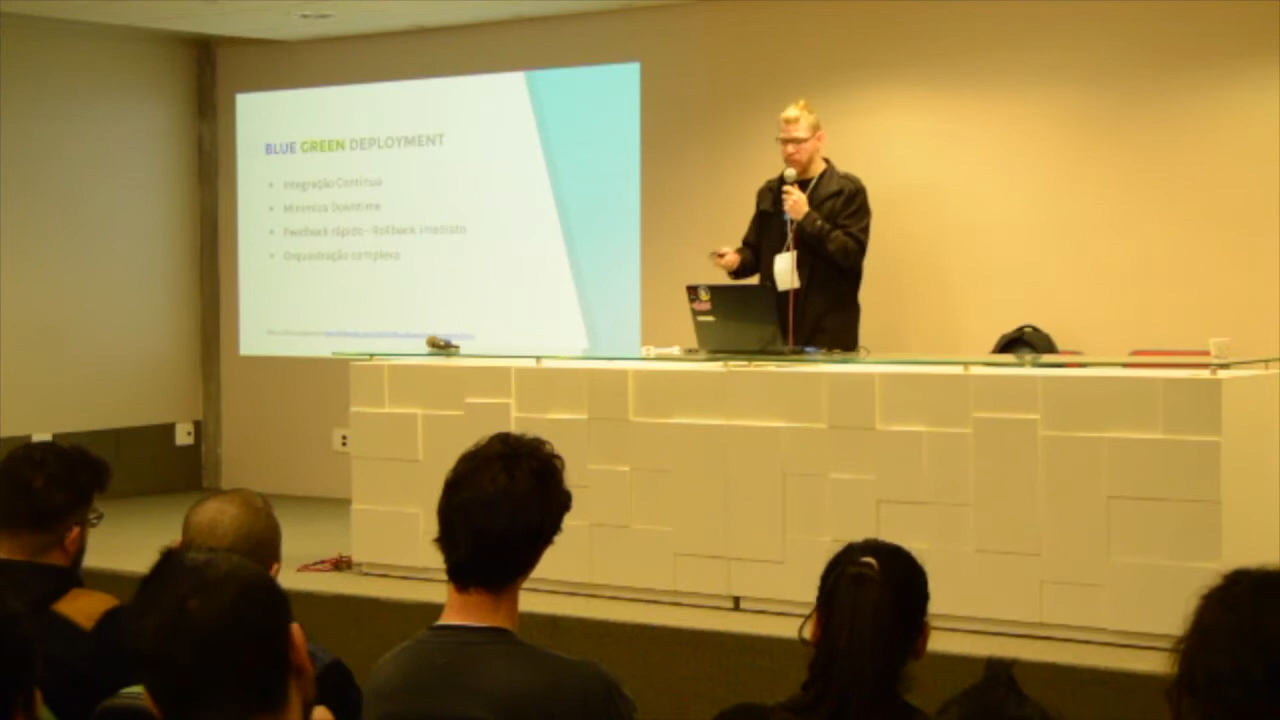 BLUE GREEN DEPLOYMENT
• Integração Contínua
• Minimiza Downtime
• Feedback rápido - Rollback imediato
• Orquestração complexa